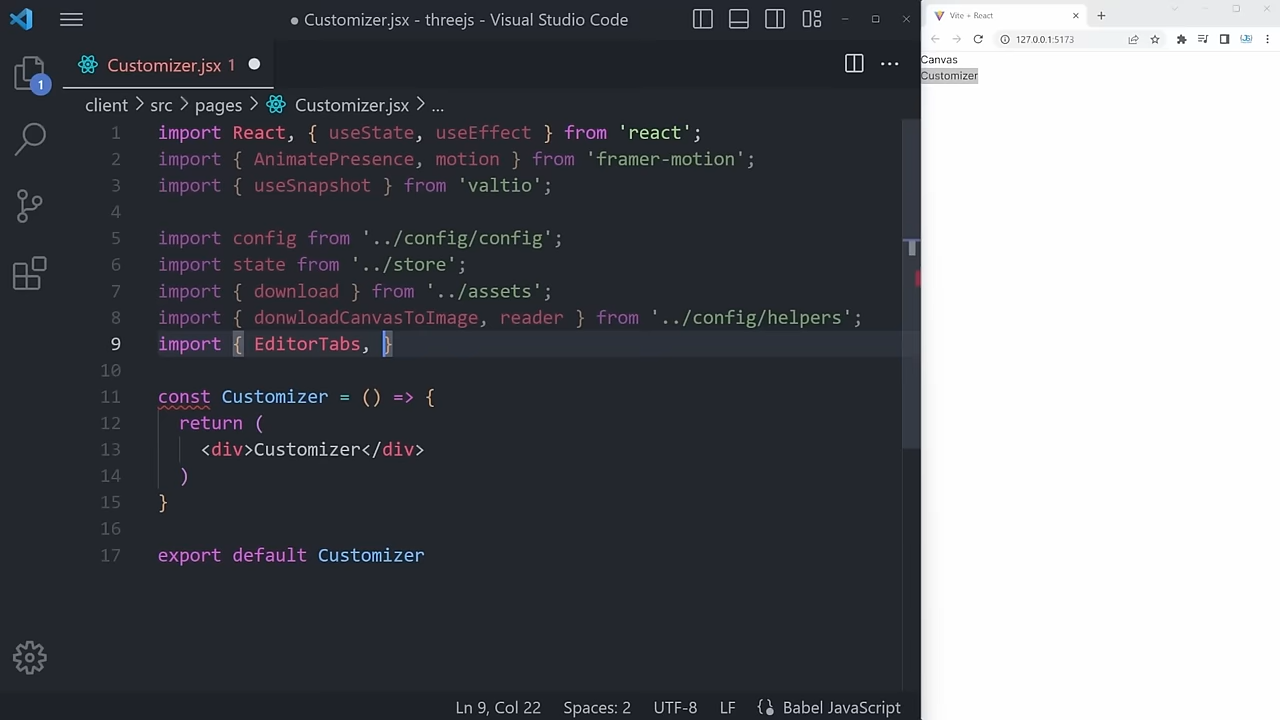 Customizer.jsx - threejs - Visual Studio Code
Customizer.jsx 1
1
client > src > pages > Customizer.jsx > ...
1 import React, { useState, useEffect } from 'react';
2 import { AnimatePresence, motion } from 'framer-motion';
3 import { useSnapshot } from 'valtio';
4
5 import config from '../config/config';
6 import state from '../store';
7 import { download } from '../assets';
8 import { donwloadCanvasToImage, reader } from '../config/helpers';
9 import { EditorTabs, }
10
11 const Customizer = () => {
12 return (
13 <div>Customizer</div>
14 )
15 }
16
17 export default Customizer
Ln 9, Col 22 Spaces: 2 UTF-8 LF Babel JavaScript
Vite + React
127.0.0.1:5173
Canvas
Customizer